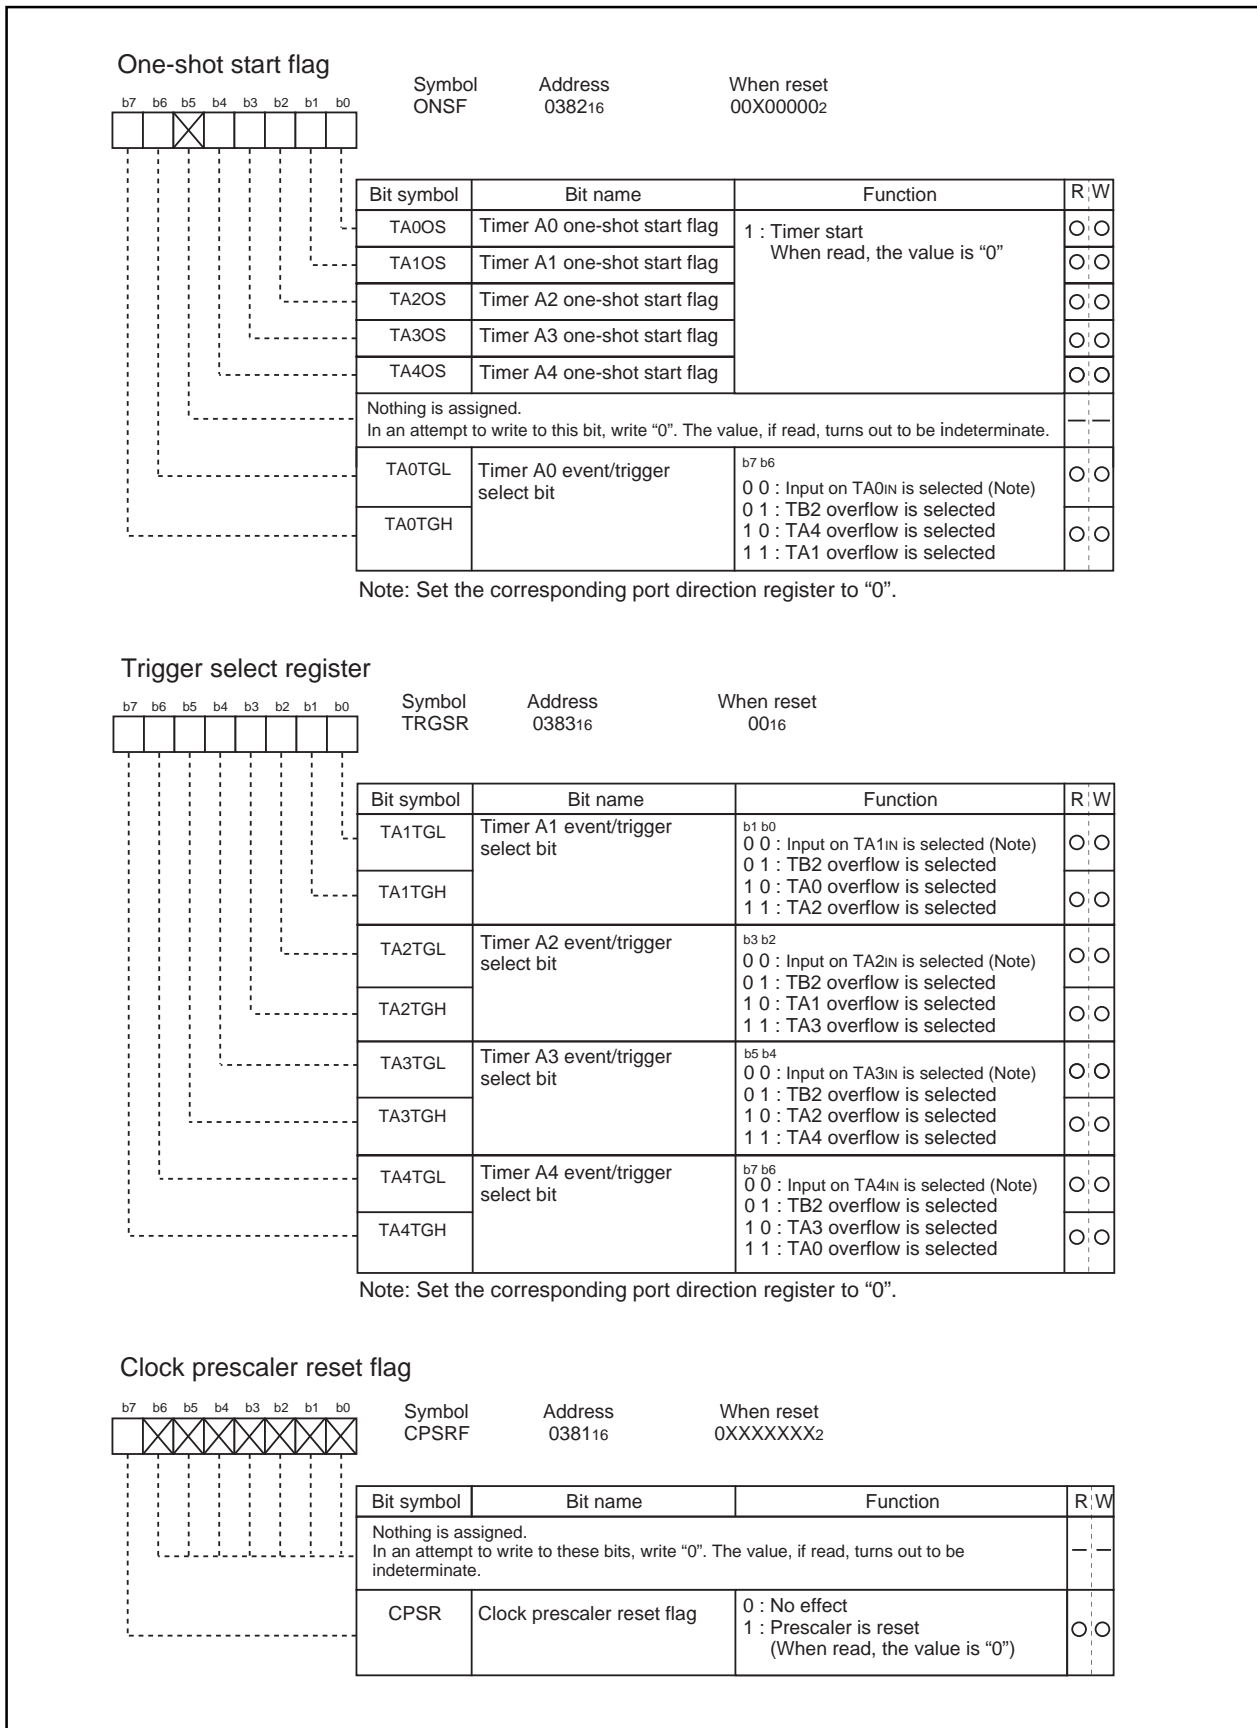 One-shot start flag
Symbol Address When reset
ONSF 038216 00X000002
b7 b6 b5 b4 b3 b2 b1 b0
Bit symbol Bit name Function R W
TA0OS Timer A0 one-shot start flag 1 : Timer start
When read, the value is “0”
TA1OS Timer A1 one-shot start flag
TA2OS Timer A2 one-shot start flag
TA3OS Timer A3 one-shot start flag
TA4OS Timer A4 one-shot start flag
Nothing is assigned.
In an attempt to write to this bit, write “0”. The value, if read, turns out to be indeterminate.
TA0TGL Timer A0 event/trigger select bit b7 b6
0 0 : Input on TA0IN is selected (Note)
0 1 : TB2 overflow is selected
TA0TGH 1 0 : TA4 overflow is selected
1 1 : TA1 overflow is selected
Note: Set the corresponding port direction register to “0”.
Trigger select register
Symbol Address When reset
TRGSR 038316 0016
b7 b6 b5 b4 b3 b2 b1 b0
Bit symbol Bit name Function R W
TA1TGL Timer A1 event/trigger select bit b1 b0
0 0 : Input on TA1IN is selected (Note)
0 1 : TB2 overflow is selected
TA1TGH 1 0 : TA0 overflow is selected
1 1 : TA2 overflow is selected
TA2TGL Timer A2 event/trigger select bit b3 b2
0 0 : Input on TA2IN is selected (Note)
0 1 : TB2 overflow is selected
TA2TGH 1 0 : TA1 overflow is selected
1 1 : TA3 overflow is selected
TA3TGL Timer A3 event/trigger select bit b5 b4
0 0 : Input on TA3IN is selected (Note)
0 1 : TB2 overflow is selected
TA3TGH 1 0 : TA2 overflow is selected
1 1 : TA4 overflow is selected
TA4TGL Timer A4 event/trigger select bit b7 b6
0 0 : Input on TA4IN is selected (Note)
0 1 : TB2 overflow is selected
TA4TGH 1 0 : TA3 overflow is selected
1 1 : TA0 overflow is selected
Note: Set the corresponding port direction register to “0”.
Clock prescaler reset flag
Symbol Address When reset
CPSRF 038116 0XXXXXXX2
b7 b6 b5 b4 b3 b2 b1 b0
Bit symbol Bit name Function R W
Nothing is assigned.
In an attempt to write to these bits, write “0”. The value, if read, turns out to be
indeterminate.
CPSR Clock prescaler reset flag 0 : No effect
1 : Prescaler is reset
(When read, the value is “0”)